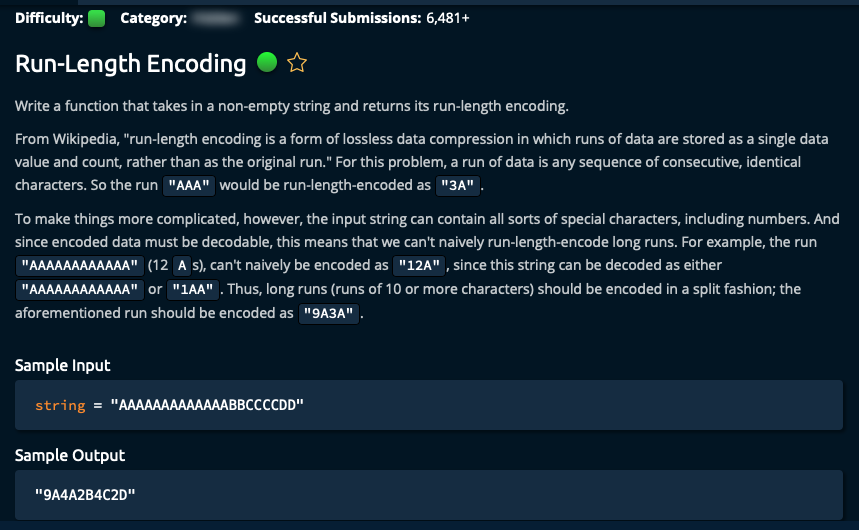 Difficulty: Category: Successful Submissions: 6,481+
Run-Length Encoding
Write a function that takes in a non-empty string and returns its run-length encoding.
From Wikipedia, "run-length encoding is a form of lossless data compression in which runs of data are stored as a single data
value and count, rather than as the original run." For this problem, a run of data is any sequence of consecutive, identical
characters. So the run "AAA" would be run-length-encoded as "3A".
To make things more complicated, however, the input string can contain all sorts of special characters, including numbers. And
since encoded data must be decodable, this means that we can't naively run-length-encode long runs. For example, the run
"AAAAAAAAAAAA" (12 A s), can't naively be encoded as "12A", since this string can be decoded as either
"AAAAAAAAAAAA" or "1AA". Thus, long runs (runs of 10 or more characters) should be encoded in a split fashion; the
aforementioned run should be encoded as "9A3A".
Sample Input
string = "AAAAAAAAAAAAABBCCCCDD"
Sample Output
"9A4A2B4C2D"